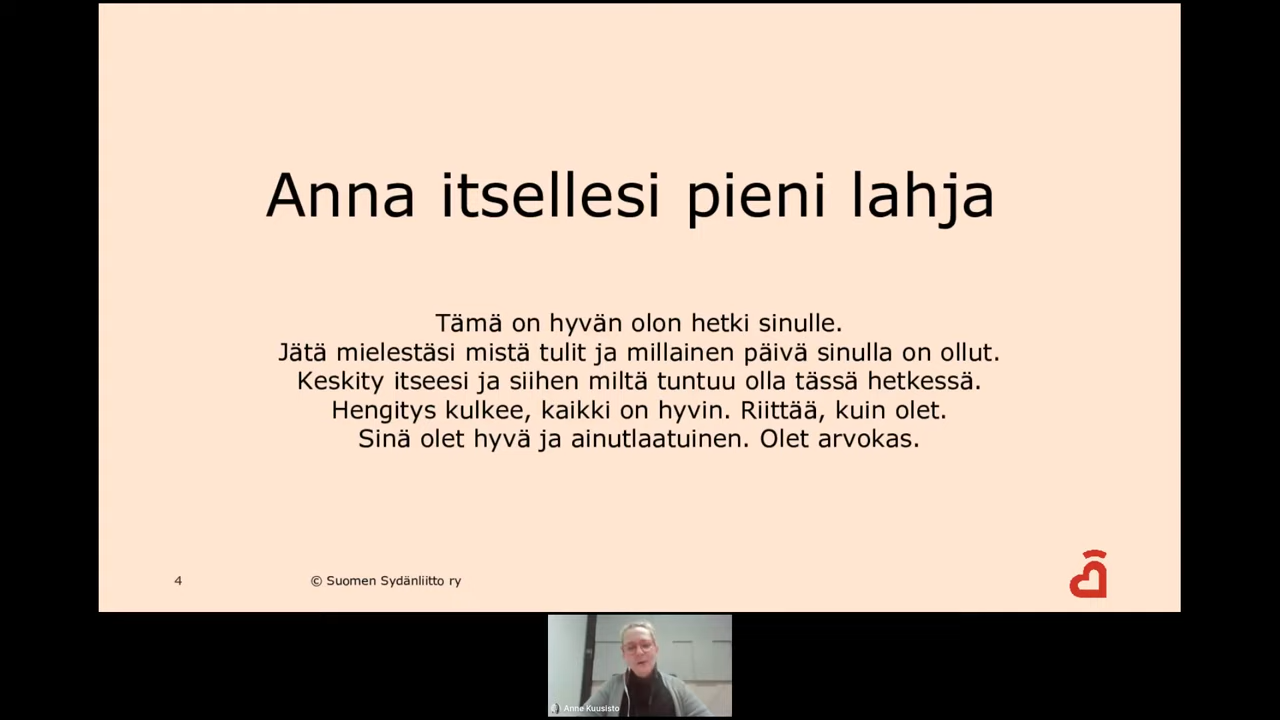 Anna itsellesi pieni lahja
Tämä on hyvän olon hetki sinulle.
Jätä mielestäsi mistä tulit ja millainen päivä sinulla on ollut.
Keskity itseesi ja siihen miltä tuntuu olla tässä hetkessä.
Hengitys kulkee, kaikki on hyvin. Riittää, kuin olet.
Sinä olet hyvä ja ainutlaatuinen. Olet arvokas.
4
© Suomen Sydänliitto ry
Anne Kuusisto